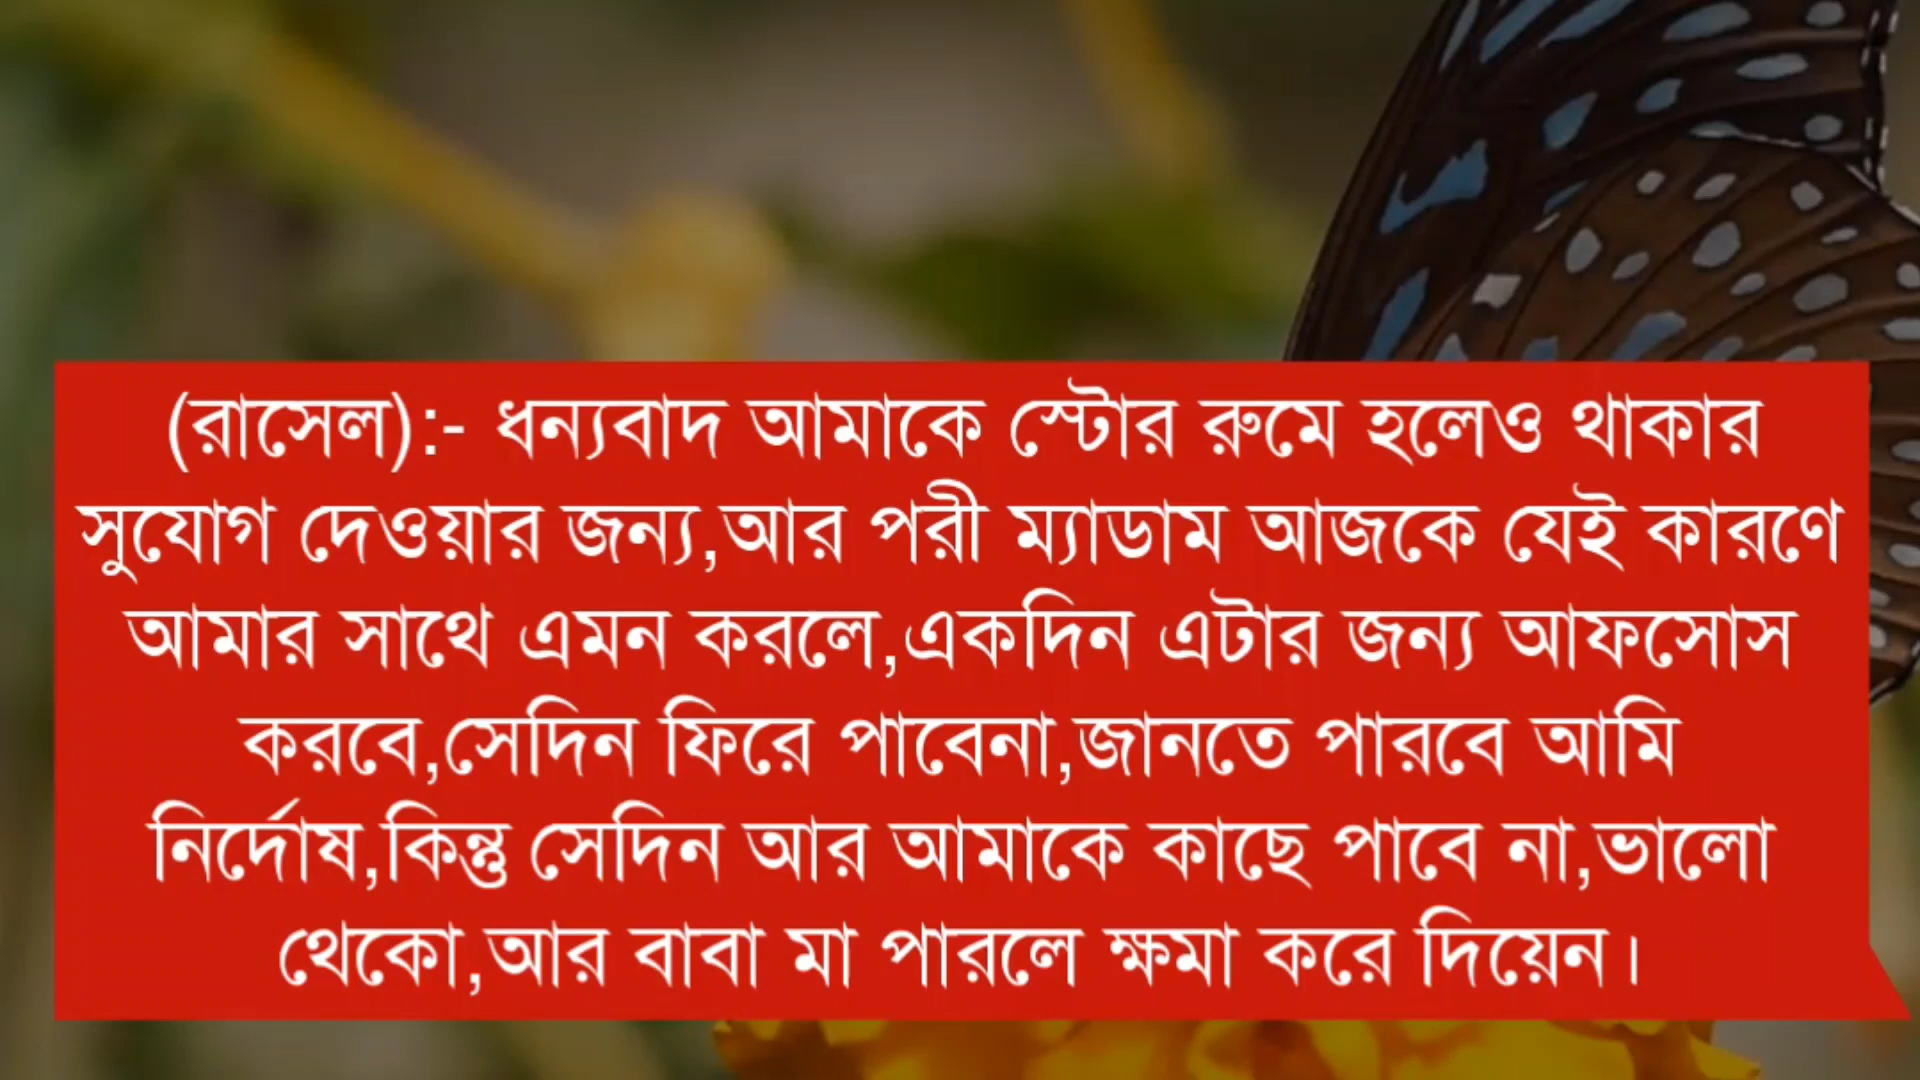 (রাসেল):- ধন্যবাদ আমাকে স্টোর রুমে হলেও থাকার
সুযোগ দেওয়ার জন্য,আর পরী ম্যাডাম আজকে যেই কারণে
আমার সাথে এমন করলে,একদিন এটার জন্য আফসোস
করবে,সেদিন ফিরে পাবেনা,জানতে পারবে আমি
নির্দোষ,কিন্তু সেদিন আর আমাকে কাছে পাবে না,ভালো
থেকো,আর বাবা মা পারলে ক্ষমা করে দিয়েন।